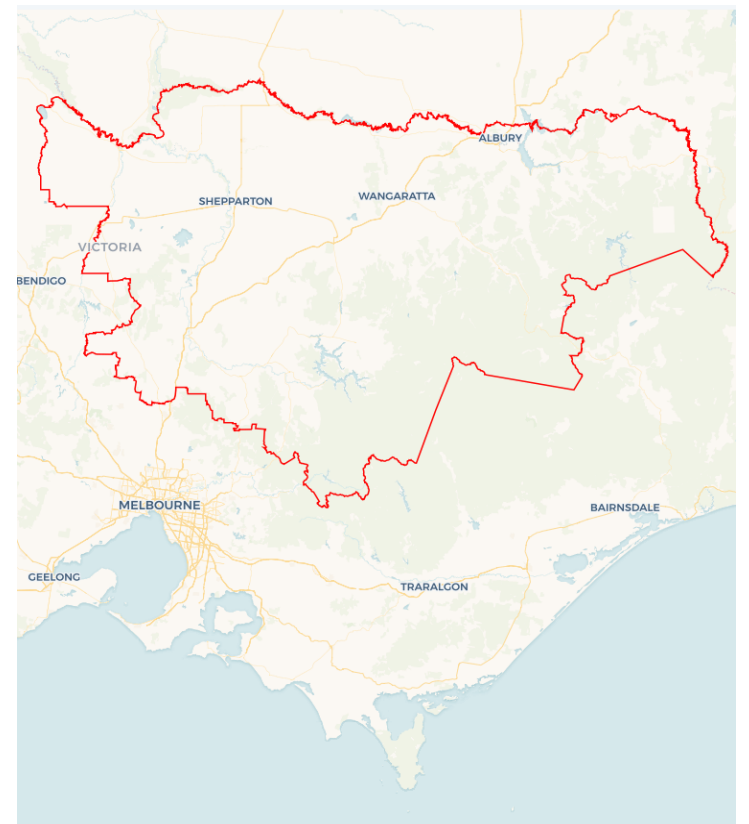 ALBURY
WANGARATTA
SHEPPARTON
VICTORIA
BENDIGO
MELBOURNE
BAIRNSDALE
GEELONG
TRARALGON